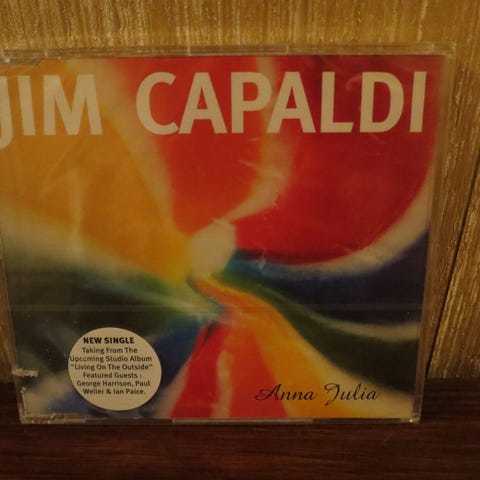 JIM CAPALDI
NEW SINGLE
Taking From The
Upcoming Studio Album
"Living On The Outside"
Featured Guests :
George Harrison, Paul
Weller & Ian Paice.
Anna Julia